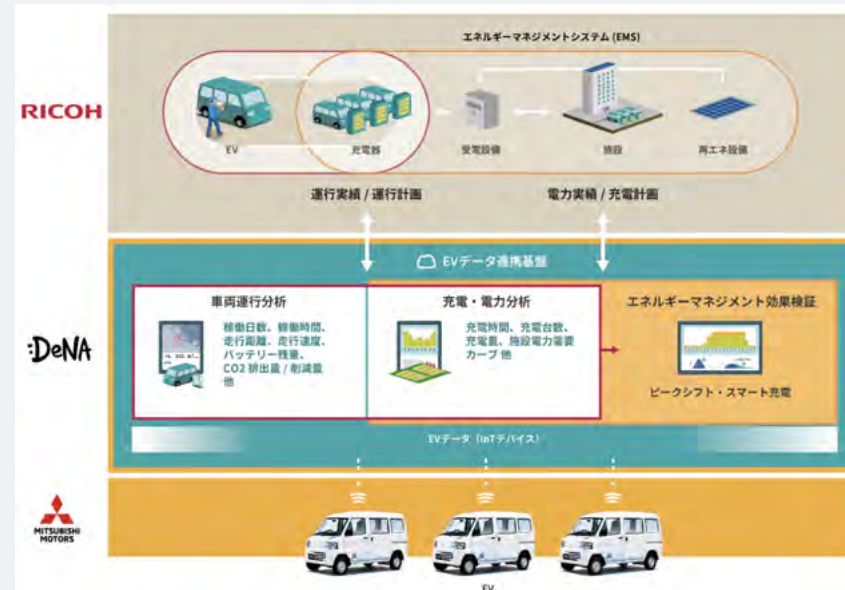 エネルギーマネジメントシステム (EMS)
RICOH
EV
充電器
受電設備
施設
再エネ設備
運行実績 / 運行計画
電力実績 / 充電計画
EVデータ連携基盤
車両運行分析
充電・電力分析
エネルギーマネジメント効果検証
:DeNA
稼働日数、稼働時間、
走行距離、走行速度、
バッテリー残量、
CO2 排出量 / 削減量
他
充電時間、充電台数、
充電量、施設電力需要
カーブ 他
ピークシフト・スマート充電
EVデータ（IoTデバイス）
MITSUBISHI
MOTORS
EV